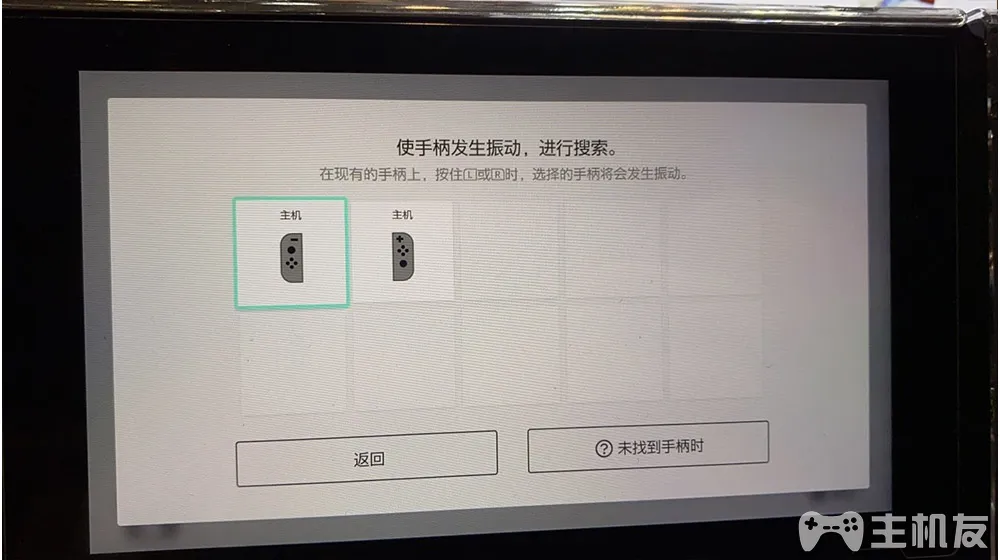 使手柄发生振动，进行搜索。
在现有的手柄上，按住L或R时，选择的手柄将会发生振动。
主机
主机
返回
? 未找到手柄时
主机友